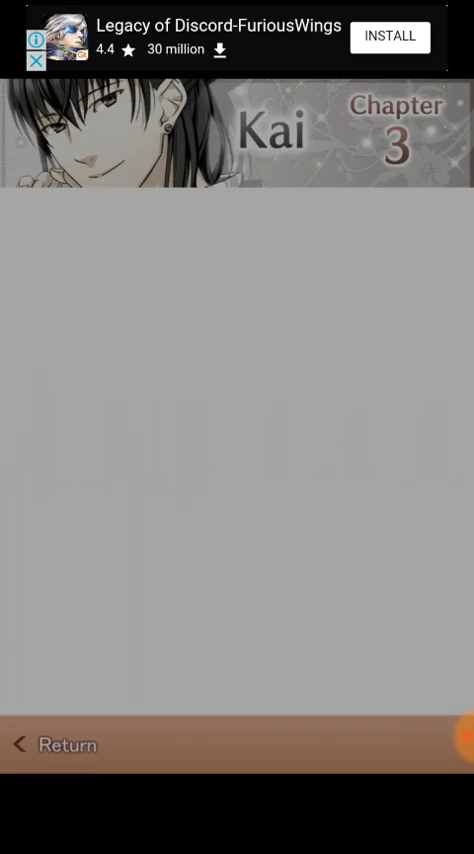 Legacy of Discord-FuriousWings
4.4 30 million
INSTALL
Kai
Chapter
3
Return